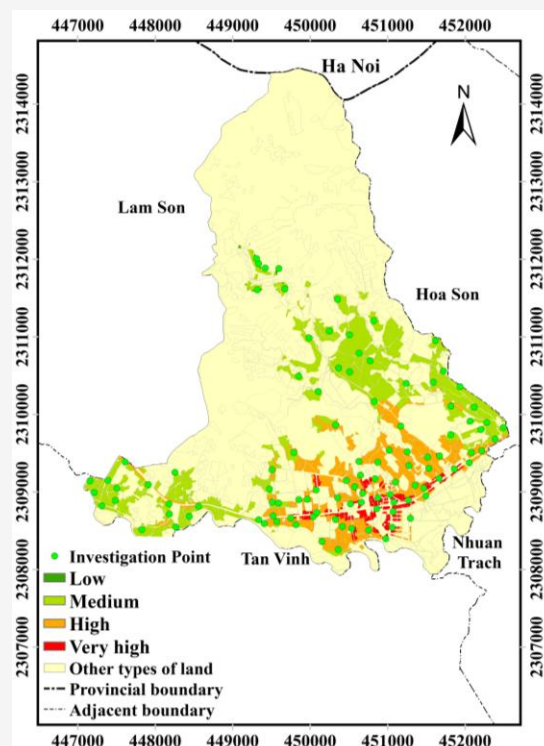 447000 448000 449000 450000 451000 452000
Ha Noi
2314000
2314000
N
2313000
2313000
Lam Son
2312000
2312000
Hoa Son
2311000
2311000
2310000
2310000
2309000
2309000
Investigation Point
Tan Vinh
Nhuan
Trach
Low
2308000
2308000
Medium
High
Very high
2307000
2307000
Other types of land
Provincial boundary
Adjacent boundary
447000 448000 449000 450000 451000 452000